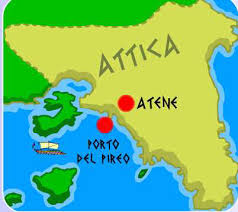 ATTICA
ATENE
PORTO
DEL PIREO